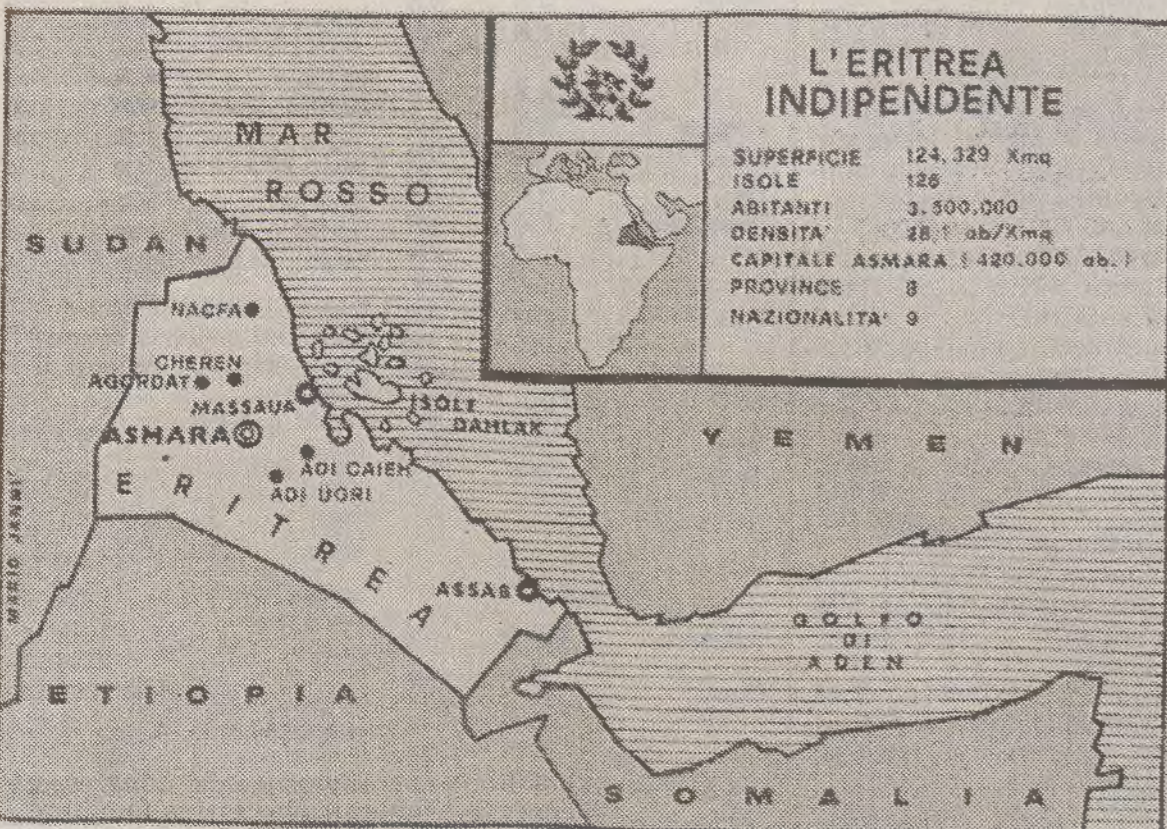 L'ERITREA
INDIPENDENTE
SUPERFICIE 124.329 Kmq
ISOLE 126
ABITANTI 3.500.000
DENSITA' 28,1 ab/Kmq
CAPITALE ASMARA (420.000 ab.)
PROVINCE 8
NAZIONALITA' 9
MAR
ROSSO
SUDAN
NACFA
CHEREN
AGORDAT
MASSAUA
ISOLE
DAHLAK
ASMARA
ADI CAIEH
ADI UGRI
ERITREA
YEMEN
ASSAB
GOLFO
DI
ADEN
ETIOPIA
SOMALIA
MARIO